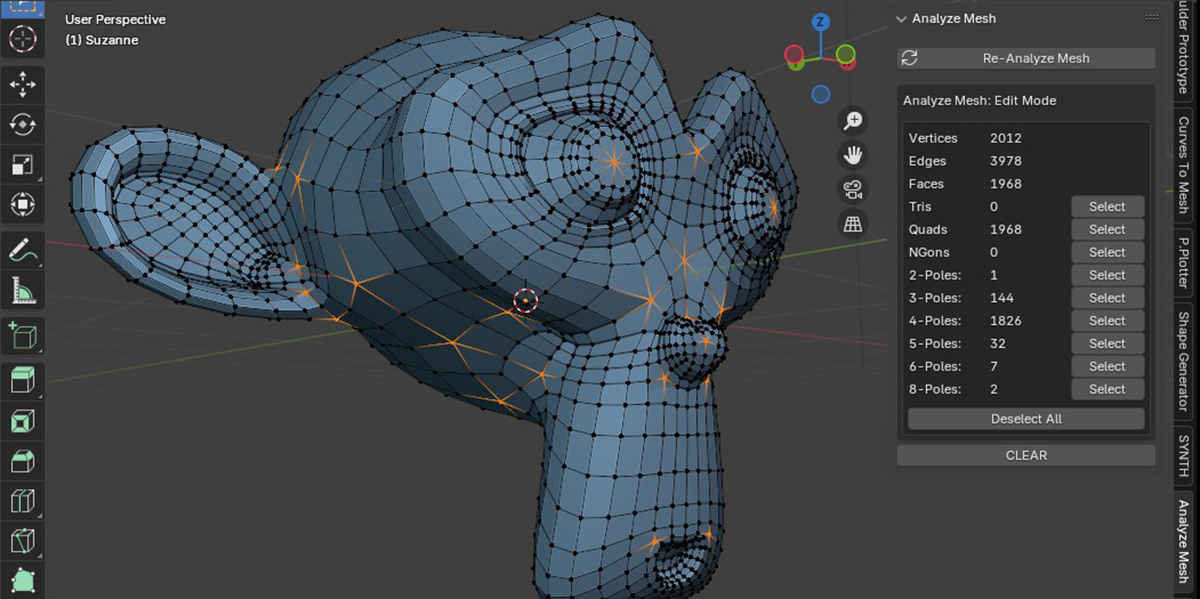 User Perspective
(1) Suzanne
Z
Analyze Mesh
Re-Analyze Mesh
Analyze Mesh: Edit Mode
Vertices 2012
Edges 3978
Faces 1968
Tris 0 Select
Quads 1968 Select
NGons 0 Select
2-Poles: 1 Select
3-Poles: 144 Select
4-Poles: 1826 Select
5-Poles: 32 Select
6-Poles: 7 Select
8-Poles: 2 Select
Deselect All
CLEAR
ulder Prototype
Curves To Mesh
P.Plotter
Shape Generator
SYNTH
Analyze Mesh